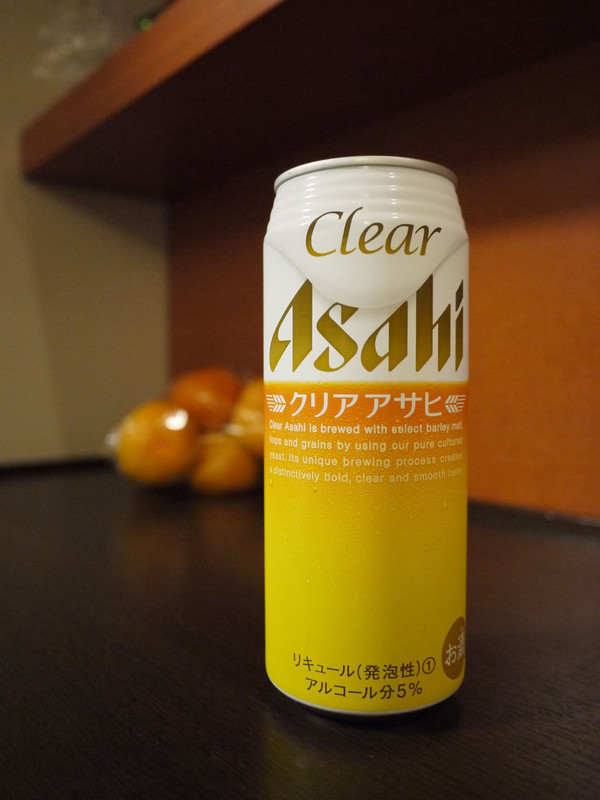 Clear
Asahi
クリア アサヒ
Clear Asahi is brewed with select barley malt,
hops and grains by using our pure cultured
yeast. Its unique brewing process creates
a distinctively bold, clear and smooth taste.
お酒
リキュール(発泡性)①
アルコール分5%